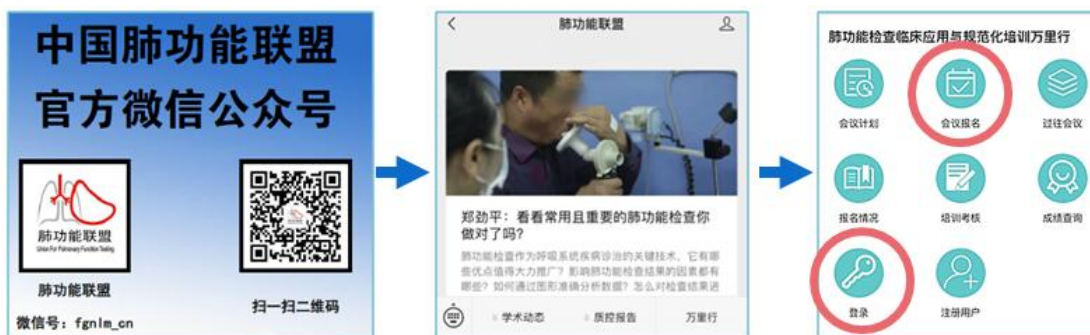 中国肺功能联盟
官方微信公众号
肺功能联盟
Union For Pulmonary Function Testing
肺功能联盟
微信号：fgnlm_cn
扫一扫二维码
肺功能联盟
郑劲平：看看常用且重要的肺功能检查你
做对了吗？
肺功能检查作为呼吸系统疾病诊治的关键技术，它有哪
些优点值得大力推广？影响肺功能检查结果的因素都有
哪些？如何通过图形准确分析数据？怎么对检查结果进
学术动态
质控报告
万里行
肺功能检查临床应用与规范化培训万里行
会议计划
会议报名
过往会议
报名情况
培训考核
成绩查询
登录
注册用户